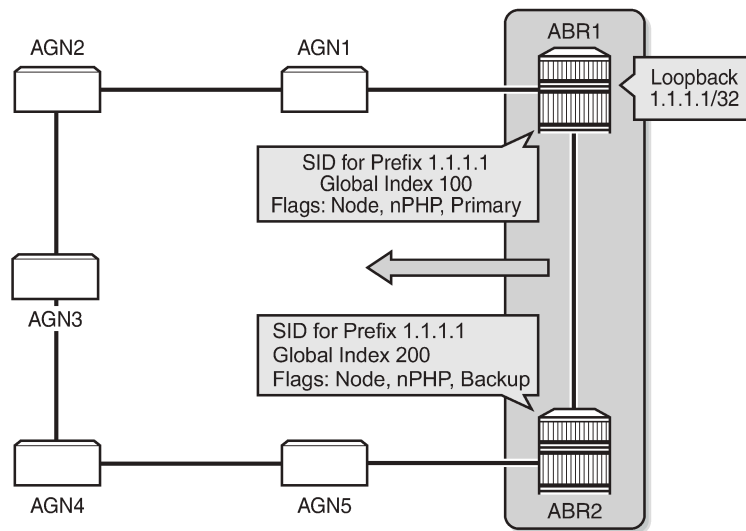 AGN2
AGN1
ABR1
Loopback
1.1.1.1/32
SID for Prefix 1.1.1.1
Global Index 100
Flags: Node, nPHP, Primary
AGN3
SID for Prefix 1.1.1.1
Global Index 200
Flags: Node, nPHP, Backup
AGN4
AGN5
ABR2